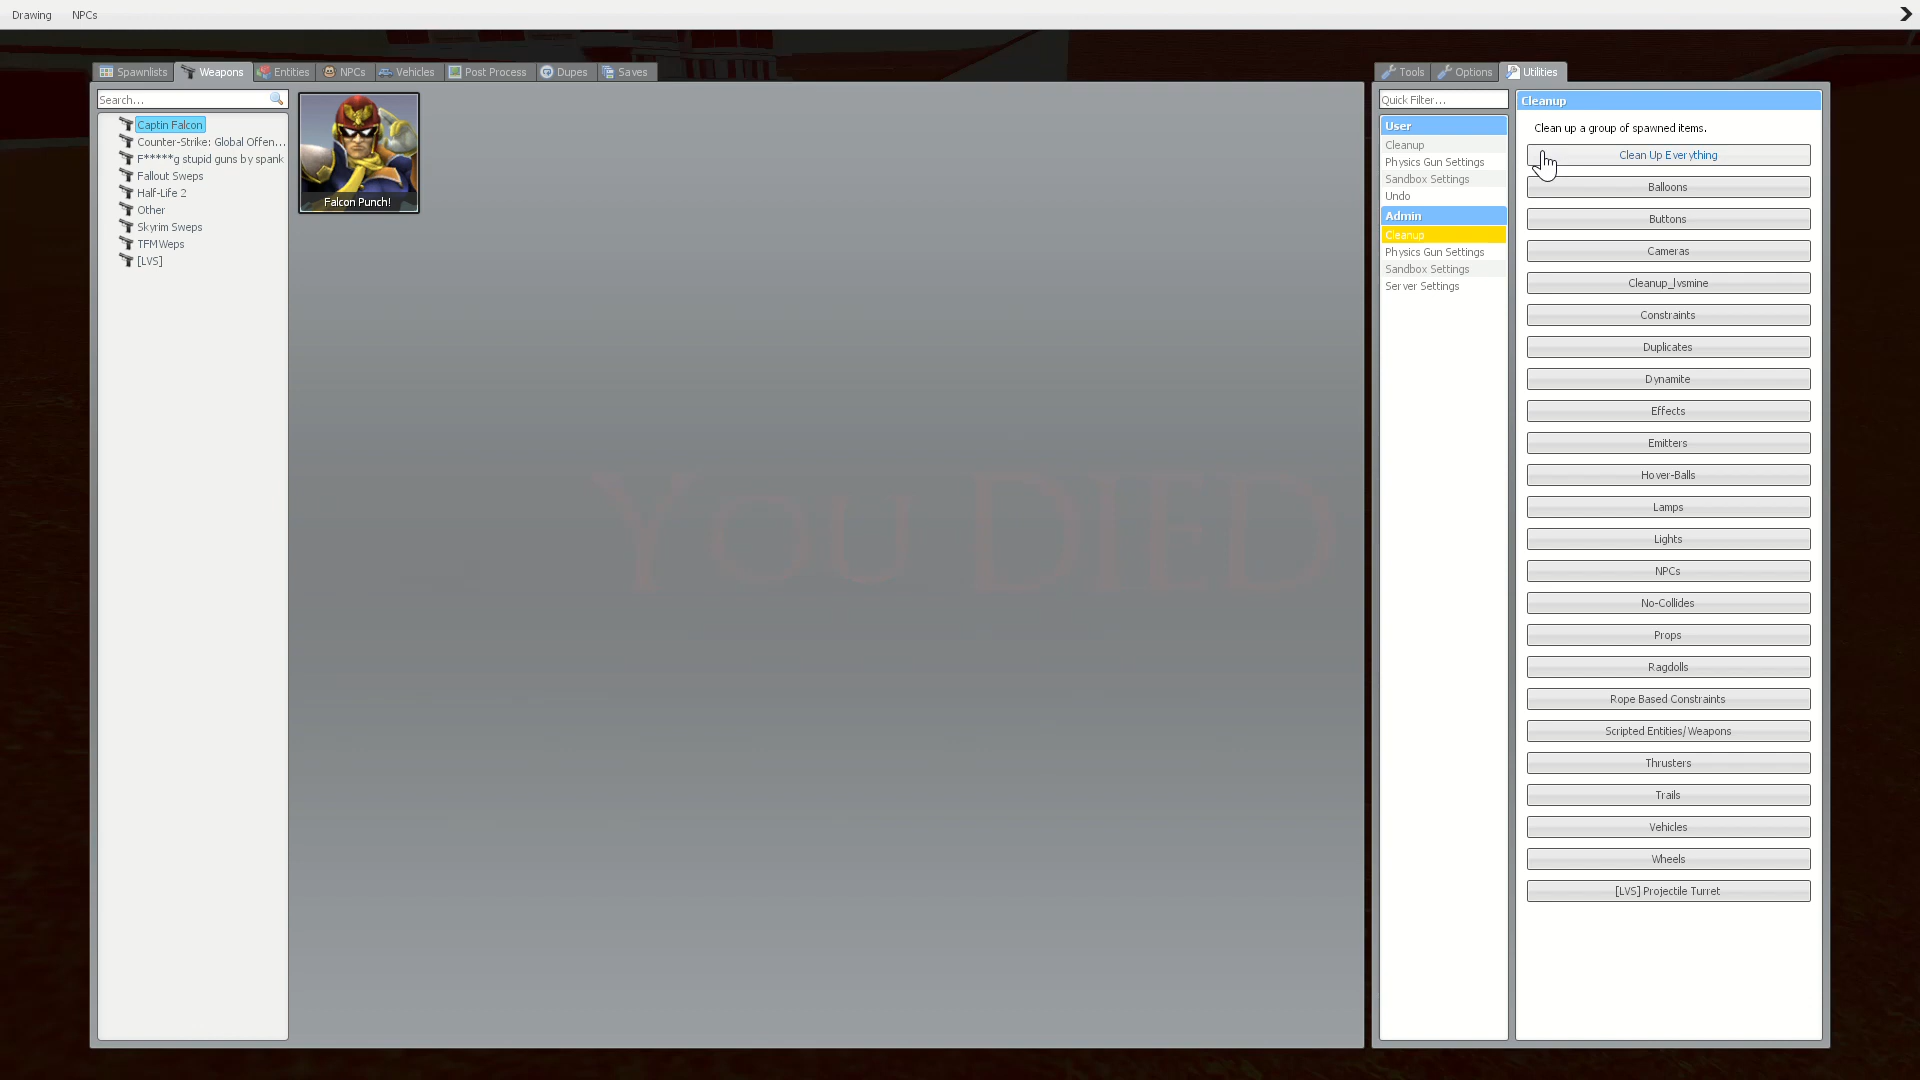 Drawing NPCs
Spawnlists Weapons Entities NPCs Vehicles Post Process Dupes Saves
Search...
Captin Falcon
Counter-Strike: Global Offen...
F*****g stupid guns by spank
Fallout Sweps
Half-Life 2
Other
Skyrim Sweps
TFMWeps
[LVS]
Falcon Punch!
YOU DIED
Tools Options Utilities
Quick Filter...
User
Cleanup
Physics Gun Settings
Sandbox Settings
Undo
Admin
Cleanup
Physics Gun Settings
Sandbox Settings
Server Settings
Cleanup
Clean up a group of spawned items.
Clean Up Everything
Balloons
Buttons
Cameras
Cleanup_lvsmine
Constraints
Duplicates
Dynamite
Effects
Emitters
Hover-Balls
Lamps
Lights
NPCs
No-Collides
Props
Ragdolls
Rope Based Constraints
Scripted Entities/Weapons
Thrusters
Trails
Vehicles
Wheels
[LVS] Projectile Turret